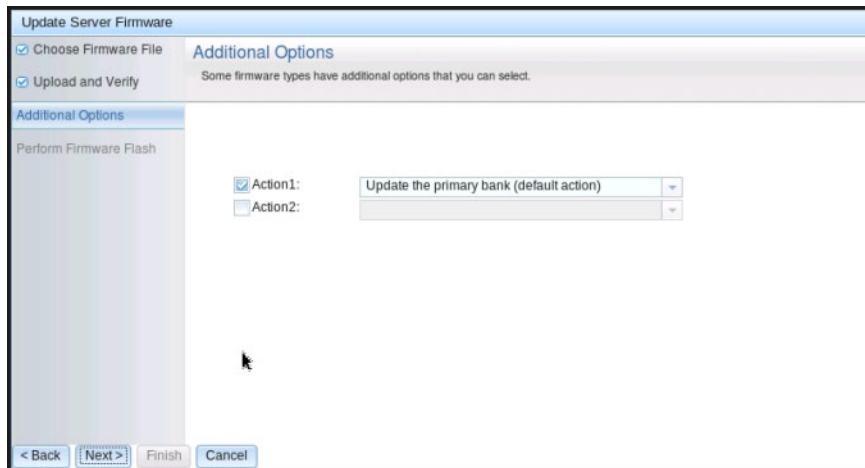 Update Server Firmware
Choose Firmware File
Upload and Verify
Additional Options
Perform Firmware Flash
Additional Options
Some firmware types have additional options that you can select.
Action1: Update the primary bank (default action)
Action2:
< Back Next > Finish Cancel